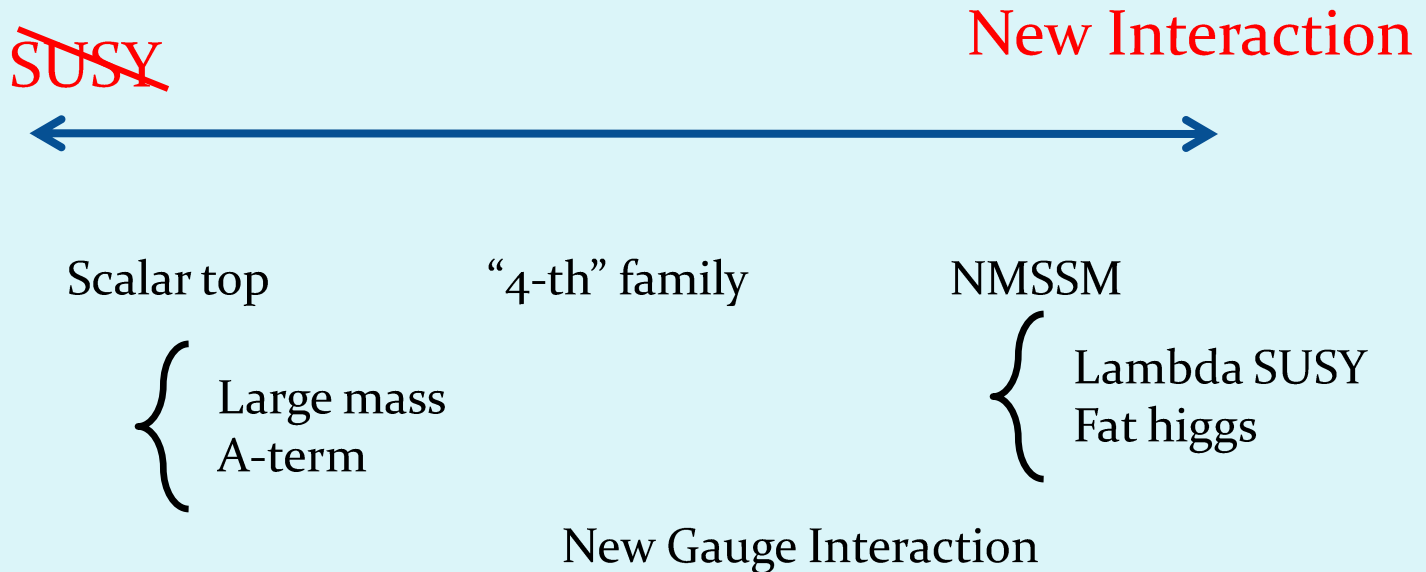 SUSY
New Interaction
Scalar top
“4-th” family
NMSSM
Large mass
A-term
Lambda SUSY
Fat higgs
New Gauge Interaction